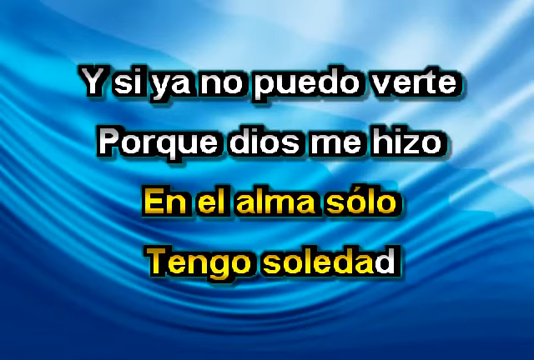 Y si ya no puedo verte
Porque dios me hizo
En el alma sólo
Tengo soledad